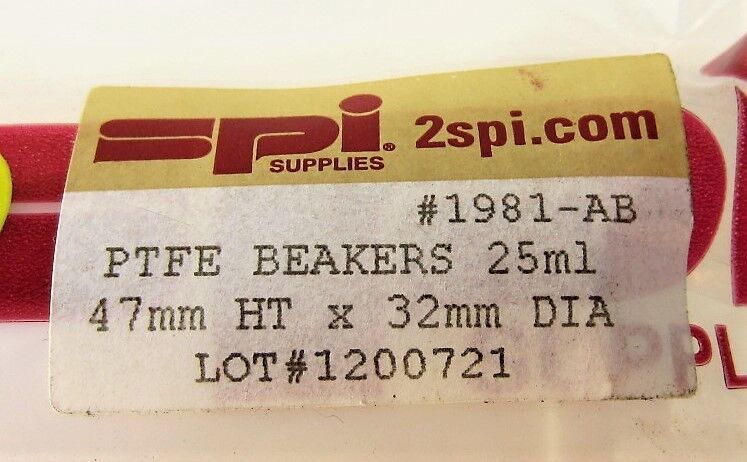 spi® 2spi.com
SUPPLIES
#1981-AB
PTFE BEAKERS 25ml
47mm HT x 32mm DIA
LOT#1200721